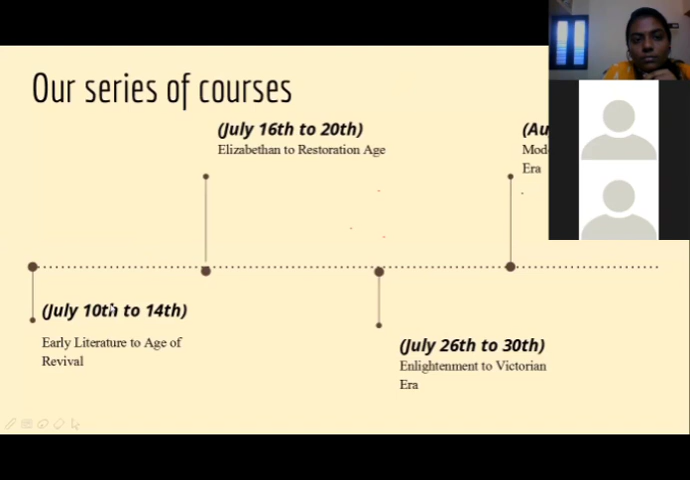 Our series of courses
(July 16th to 20th)
Elizabethan to Restoration Age
(Au
Mod
Era
(July 10th to 14th)
Early Literature to Age of
Revival
(July 26th to 30th)
Enlightenment to Victorian
Era